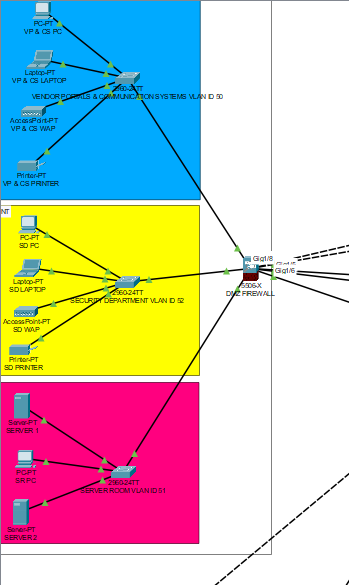 PC-PT
VP & CS PC
Laptop-PT
VP & CS LAPTOP
2960-24TT
VENDOR PORTALS & COMMUNICATION SYSTEMS VLAN ID 50
AccessPoint-PT
VP & CS WAP
Printer-PT
VP & CS PRINTER
NT
PC-PT
SD PC
Laptop-PT
SD LAPTOP
2960-24TT
SECURITY DEPARTMENT VLAN ID 52
AccessPoint-PT
SD WAP
Printer-PT
SD PRINTER
Gig1/8
Gig1/6
5506-X
DMZ FIREWALL
Server-PT
SERVER 1
PC-PT
SR PC
2960-24TT
SERVER ROOM VLAN ID 51
Server-PT
SERVER 2